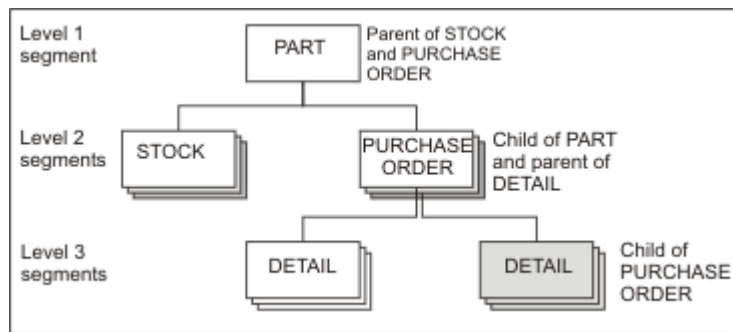 Level 1
segment
PART
Parent of STOCK
and PURCHASE
ORDER
Level 2
segments
STOCK
PURCHASE
ORDER
Child of PART
and parent of
DETAIL
Level 3
segments
DETAIL
DETAIL
Child of
PURCHASE
ORDER